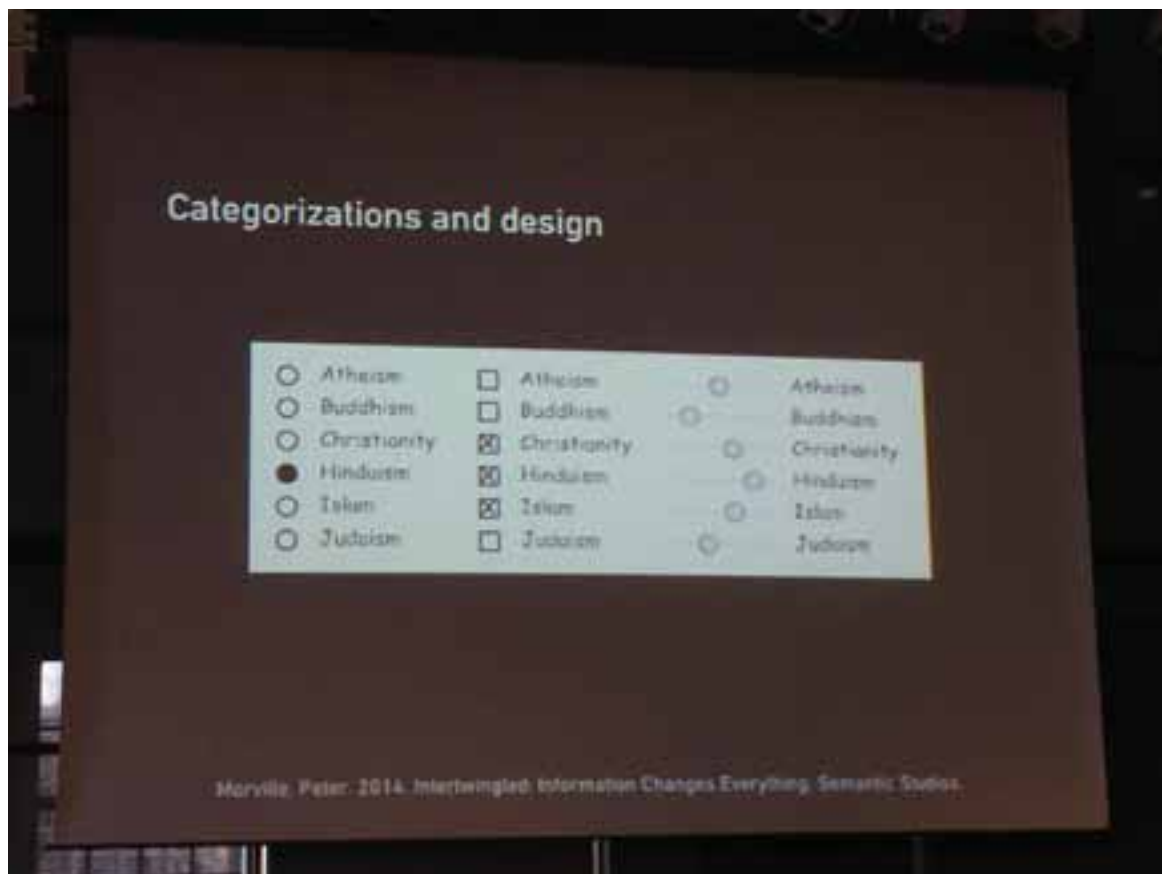 Categorizations and design
Atheism Atheism Atheism
Buddhism Buddhism Buddhism
Christianity Christianity Christianity
Hinduism Hinduism Hinduism
Islam Islam Islam
Judaism Judaism Judaism
Morville, Peter. 2014. Intertwingled: Information Changes Everything. Semantic Studios.